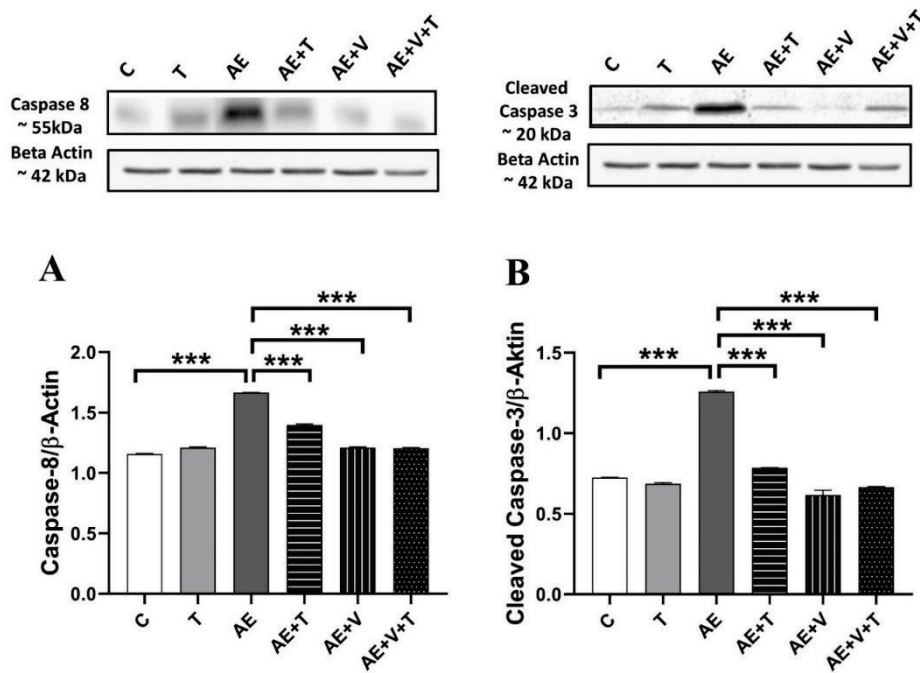 C T AE AE+T AE+V AE+V+T
Caspase 8
~ 55kDa
Beta Actin
~ 42 kDa
C T AE AE+T AE+V AE+V+T
Cleaved
Caspase 3
~ 20 kDa
Beta Actin
~ 42 kDa
A
***
***
*** ***
Caspase-8/β-Actin
2.0
1.5
1.0
0.5
0.0
C T AE AE+T AE+V AE+V+T
B
***
***
*** ***
Cleaved Caspase-3/β-Aktin
1.5
1.0
0.5
0.0
C T AE AE+T AE+V AE+V+T